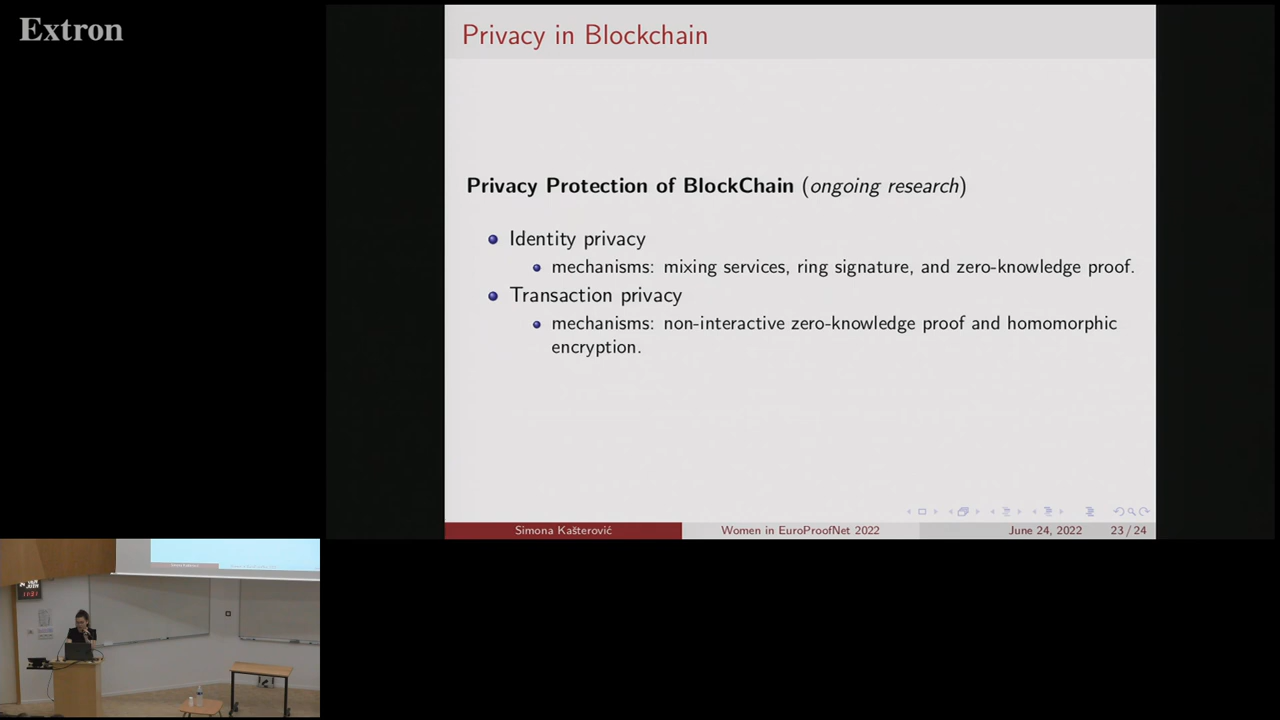 Extron
Privacy in Blockchain
Privacy Protection of BlockChain (ongoing research)
Identity privacy
mechanisms: mixing services, ring signature, and zero-knowledge proof.
Transaction privacy
mechanisms: non-interactive zero-knowledge proof and homomorphic
encryption.
Simona Kašterović
Women in EuroProofNet 2022
June 24, 2022
23 / 24
11:21